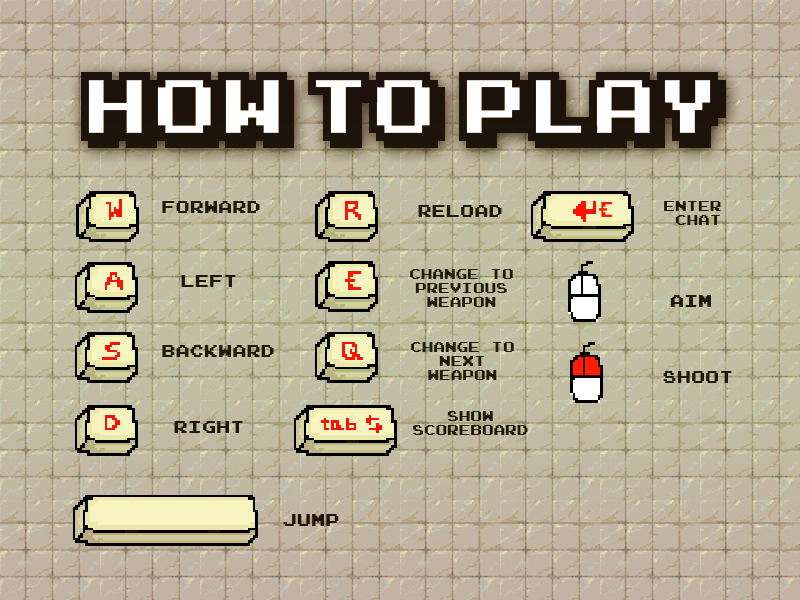 HOW TO PLAY
W FORWARD
A LEFT
S BACKWARD
D RIGHT
JUMP
R RELOAD
E CHANGE TO
PREVIOUS
WEAPON
Q CHANGE TO
NEXT
WEAPON
tab SHOW
SCOREBOARD
E ENTER
CHAT
AIM
SHOOT